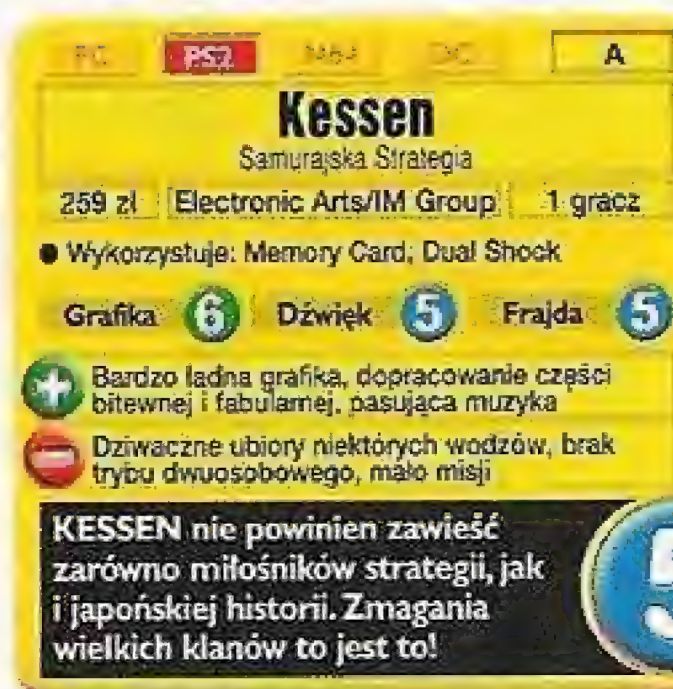 PC PS2 N64 DC A
Kessen
Samurajska Strategia
259 zł Electronic Arts/IM Group 1 gracz
● Wykorzystuje: Memory Card; Dual Shock
Grafika 6 Dźwięk 5 Frajda 5
Bardzo ładna grafika, dopracowanie części
bitewnej i fabularnej, pasująca muzyka
Dziwaczne ubiory niektórych wodzów, brak
trybu dwuosobowego, mało misji
KESSEN nie powinien zawieść
zarówno miłośników strategii, jak
i japońskiej historii. Zmagania
wielkich klanów to jest to!
5